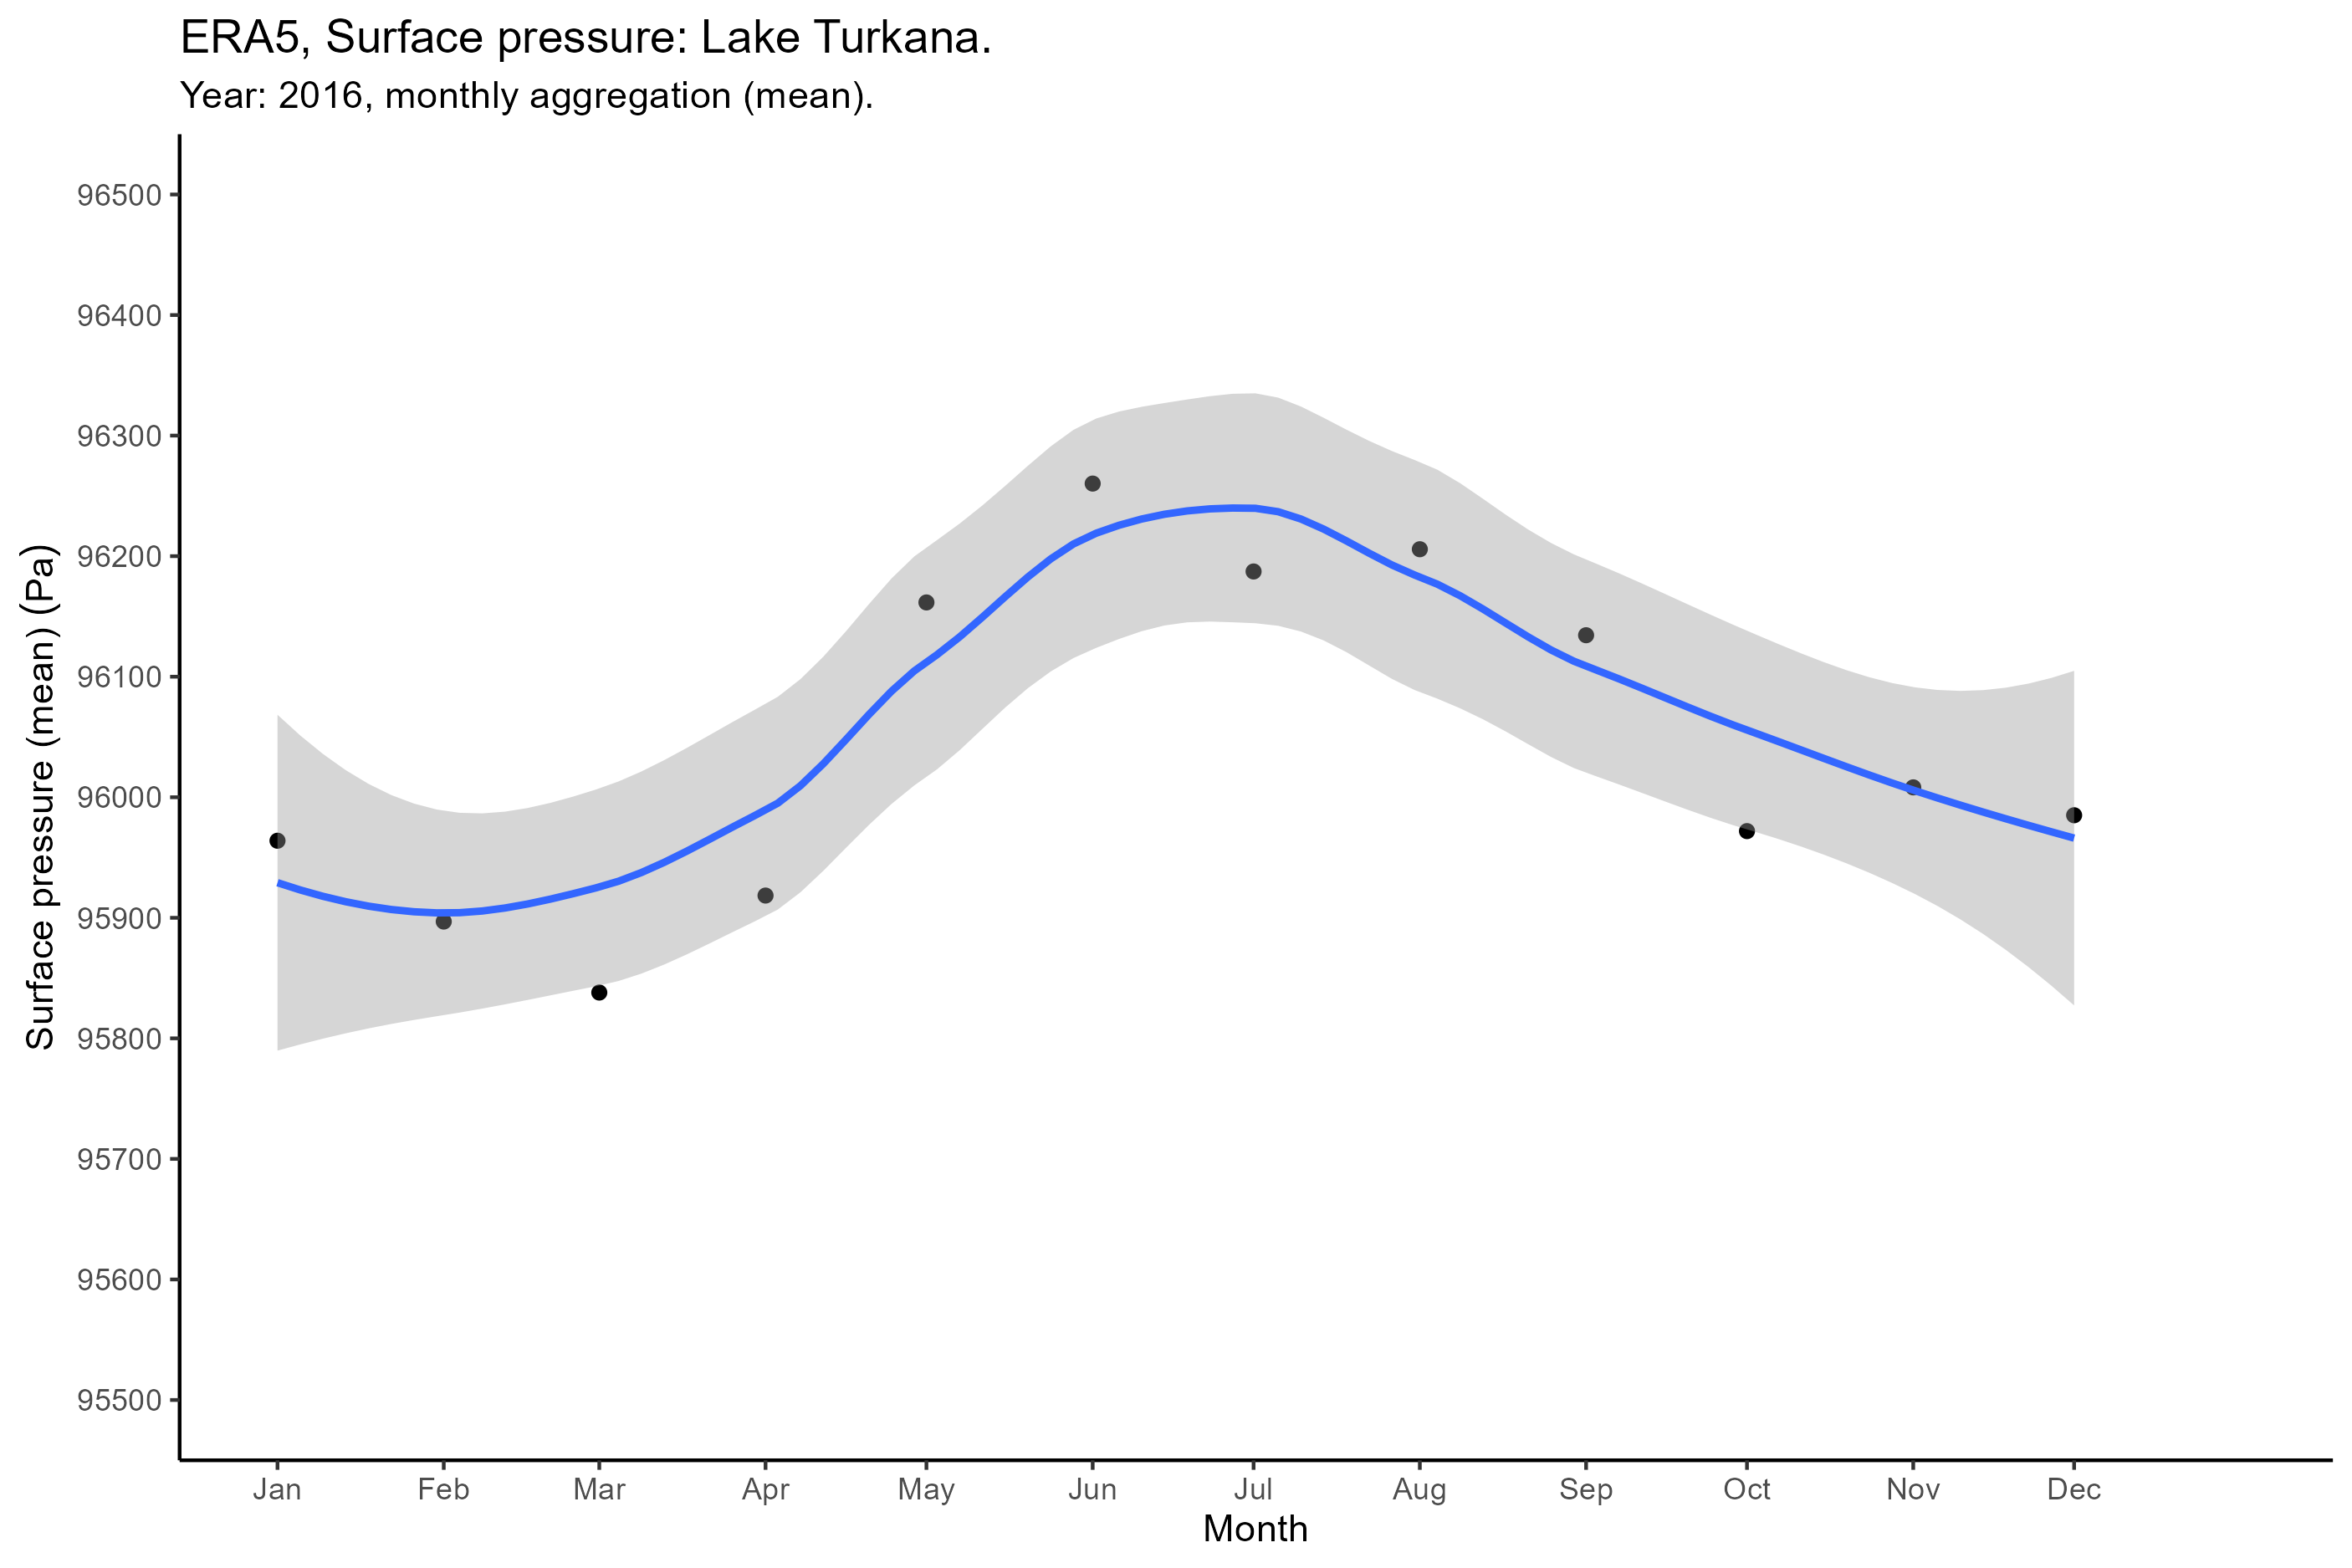 ERA5, Surface pressure: Lake Turkana.
Year: 2016, monthly aggregation (mean).
Surface pressure (mean) (Pa)
96500
96400
96300
96200
96100
96000
95900
95800
95700
95600
95500
Jan Feb Mar Apr May Jun Jul Aug Sep Oct Nov Dec
Month